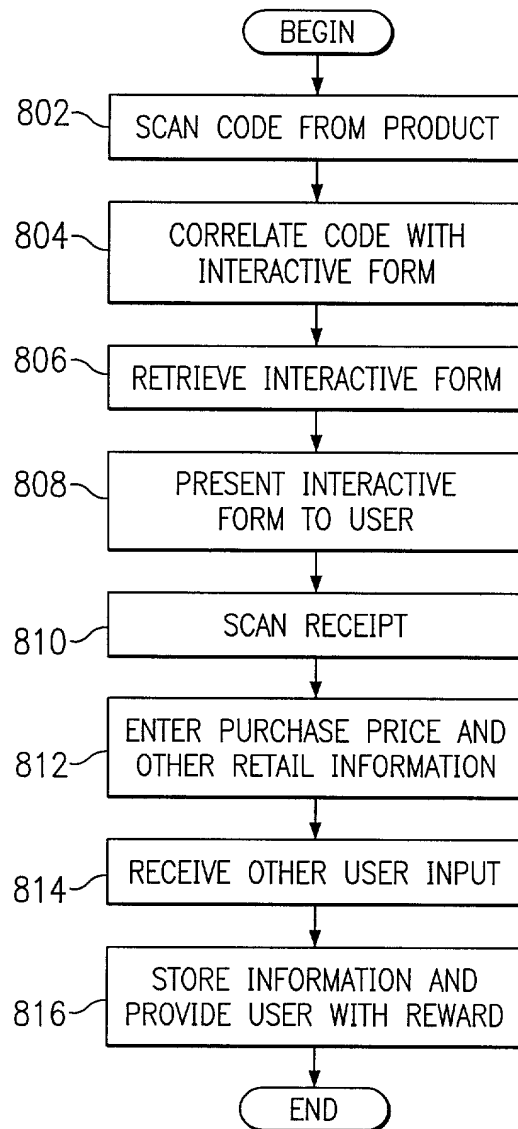 BEGIN
802
SCAN CODE FROM PRODUCT
804
CORRELATE CODE WITH
INTERACTIVE FORM
806
RETRIEVE INTERACTIVE FORM
808
PRESENT INTERACTIVE
FORM TO USER
810
SCAN RECEIPT
812
ENTER PURCHASE PRICE AND
OTHER RETAIL INFORMATION
814
RECEIVE OTHER USER INPUT
816
STORE INFORMATION AND
PROVIDE USER WITH REWARD
END